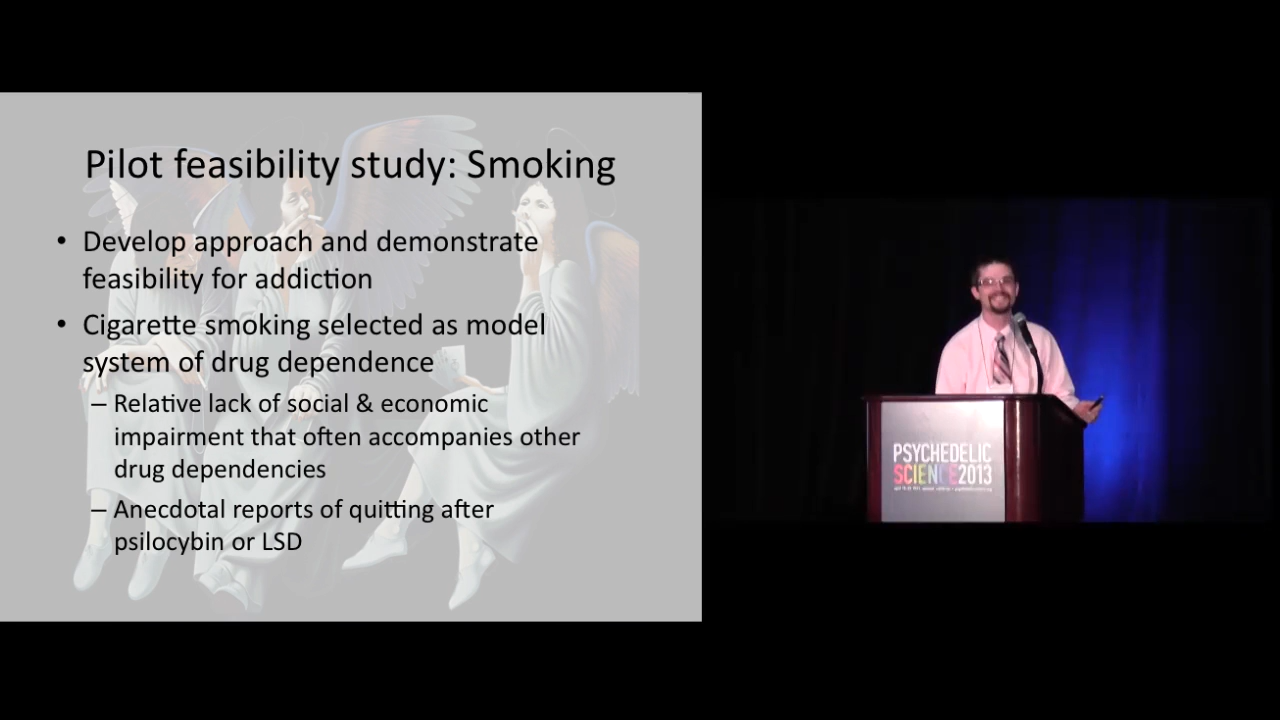 Pilot feasibility study: Smoking
• Develop approach and demonstrate
feasibility for addiction
• Cigarette smoking selected as model
system of drug dependence
– Relative lack of social & economic
impairment that often accompanies other
drug dependencies
– Anecdotal reports of quitting after
psilocybin or LSD
PSYCHEDELIC
SCIENCE2013